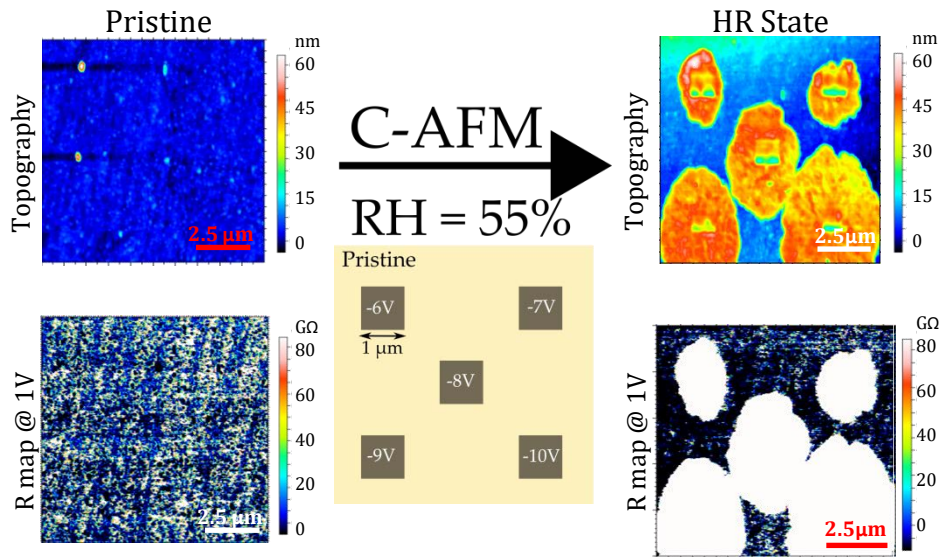 Pristine
nm
60
45
30
15
0
Topography
2.5 μm
C-AFM
RH = 55%
HR State
nm
60
45
30
15
0
Topography
2.5μm
Pristine
-6V
-7V
1 μm
-8V
-9V
-10V
GΩ
80
60
40
20
0
R map @ 1V
2.5 μm
GΩ
80
60
40
20
0
R map @ 1V
2.5μm